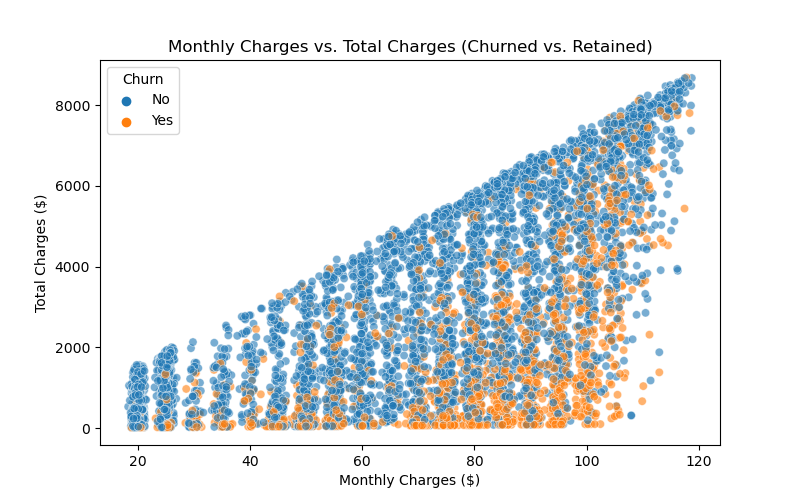 Monthly Charges vs. Total Charges (Churned vs. Retained)
Churn
No
Yes
8000
6000
4000
2000
0
Total Charges ($)
20
40
60
80
100
120
Monthly Charges ($)